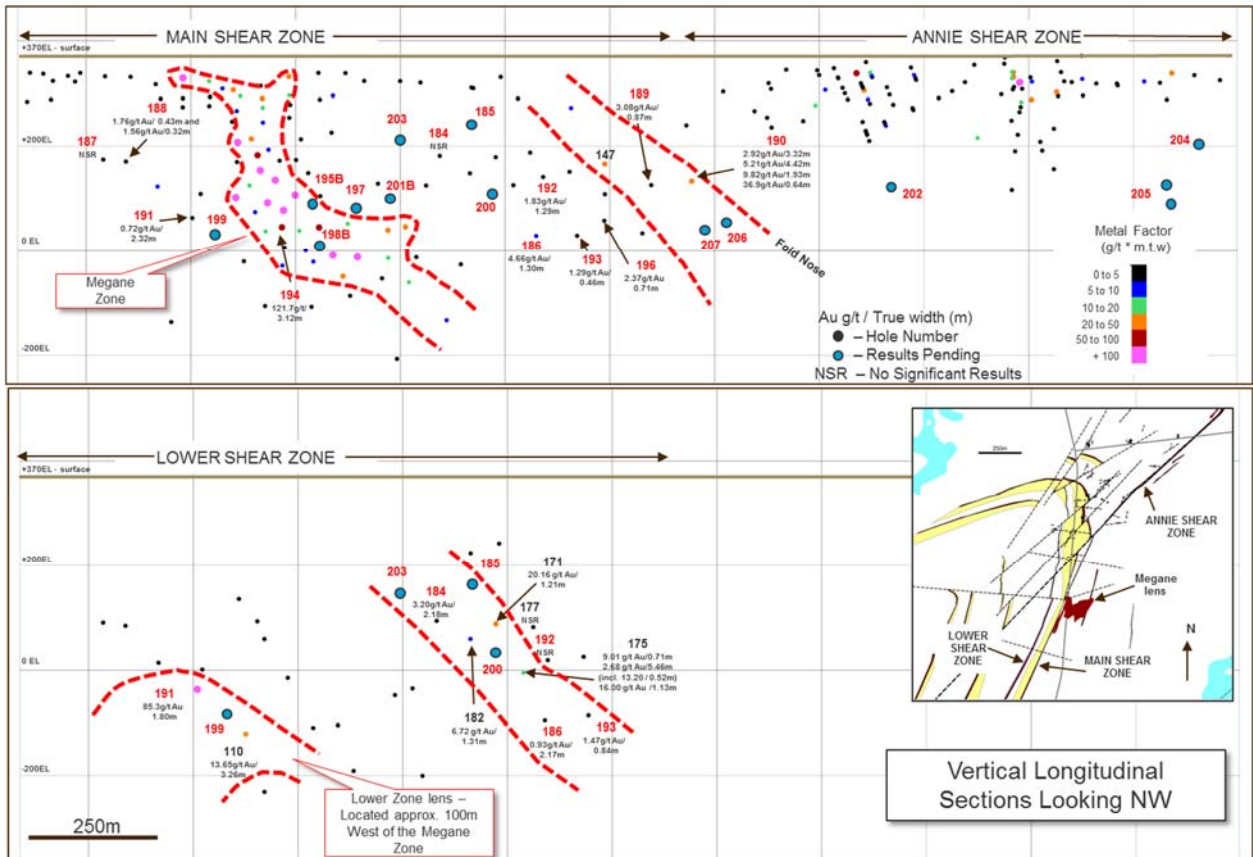 MAIN SHEAR ZONE
ANNIE SHEAR ZONE
+370EL - surface
188
1.76g/t Au/ 0.43m and
1.56g/t Au/0.32m
187
NSR
203
184
NSR
185
189
3.08g/t Au/
0.87m
190
2.92g/t Au/3.32m
5.21g/t Au/4.42m
9.82g/t Au/1.93m
36.9g/t Au/0.64m
204
+200EL
147
195B
197
201B
200
192
1.83g/t Au/
1.29m
202
205
191
0.72g/t Au/
2.32m
199
198B
186
4.66g/t Au/
1.30m
193
1.29g/t Au/
0.46m
196
2.37g/t Au
0.71m
207
206
Fold Nose
0 EL
Megane
Zone
194
121.7g/t/
3.12m
Metal Factor
(g/t * m.t.w)
0 to 5
5 to 10
10 to 20
20 to 50
50 to 100
+ 100
Au g/t / True width (m)
– Hole Number
– Results Pending
NSR – No Significant Results
-200EL
LOWER SHEAR ZONE
+370EL - surface
+200EL
203
184
3.20g/t Au/
2.18m
185
171
20.16 g/t Au/
1.21m
177
NSR
192
NSR
175
9.01 g/t Au/0.71m
2.68 g/t Au/5.46m
(incl. 13.20 / 0.52m)
16.00 g/t Au /1.13m
0 EL
200
191
85.3g/t Au
1.80m
199
110
13.65g/t Au/
3.26m
182
6.72 g/t Au/
1.31m
186
0.93g/t Au/
2.17m
193
1.47g/t Au/
0.84m
-200EL
Lower Zone lens –
Located approx. 100m
West of the Megane
Zone
250m
250m
ANNIE SHEAR
ZONE
Megane
lens
LOWER
SHEAR
ZONE
MAIN SHEAR
ZONE
N
Vertical Longitudinal
Sections Looking NW